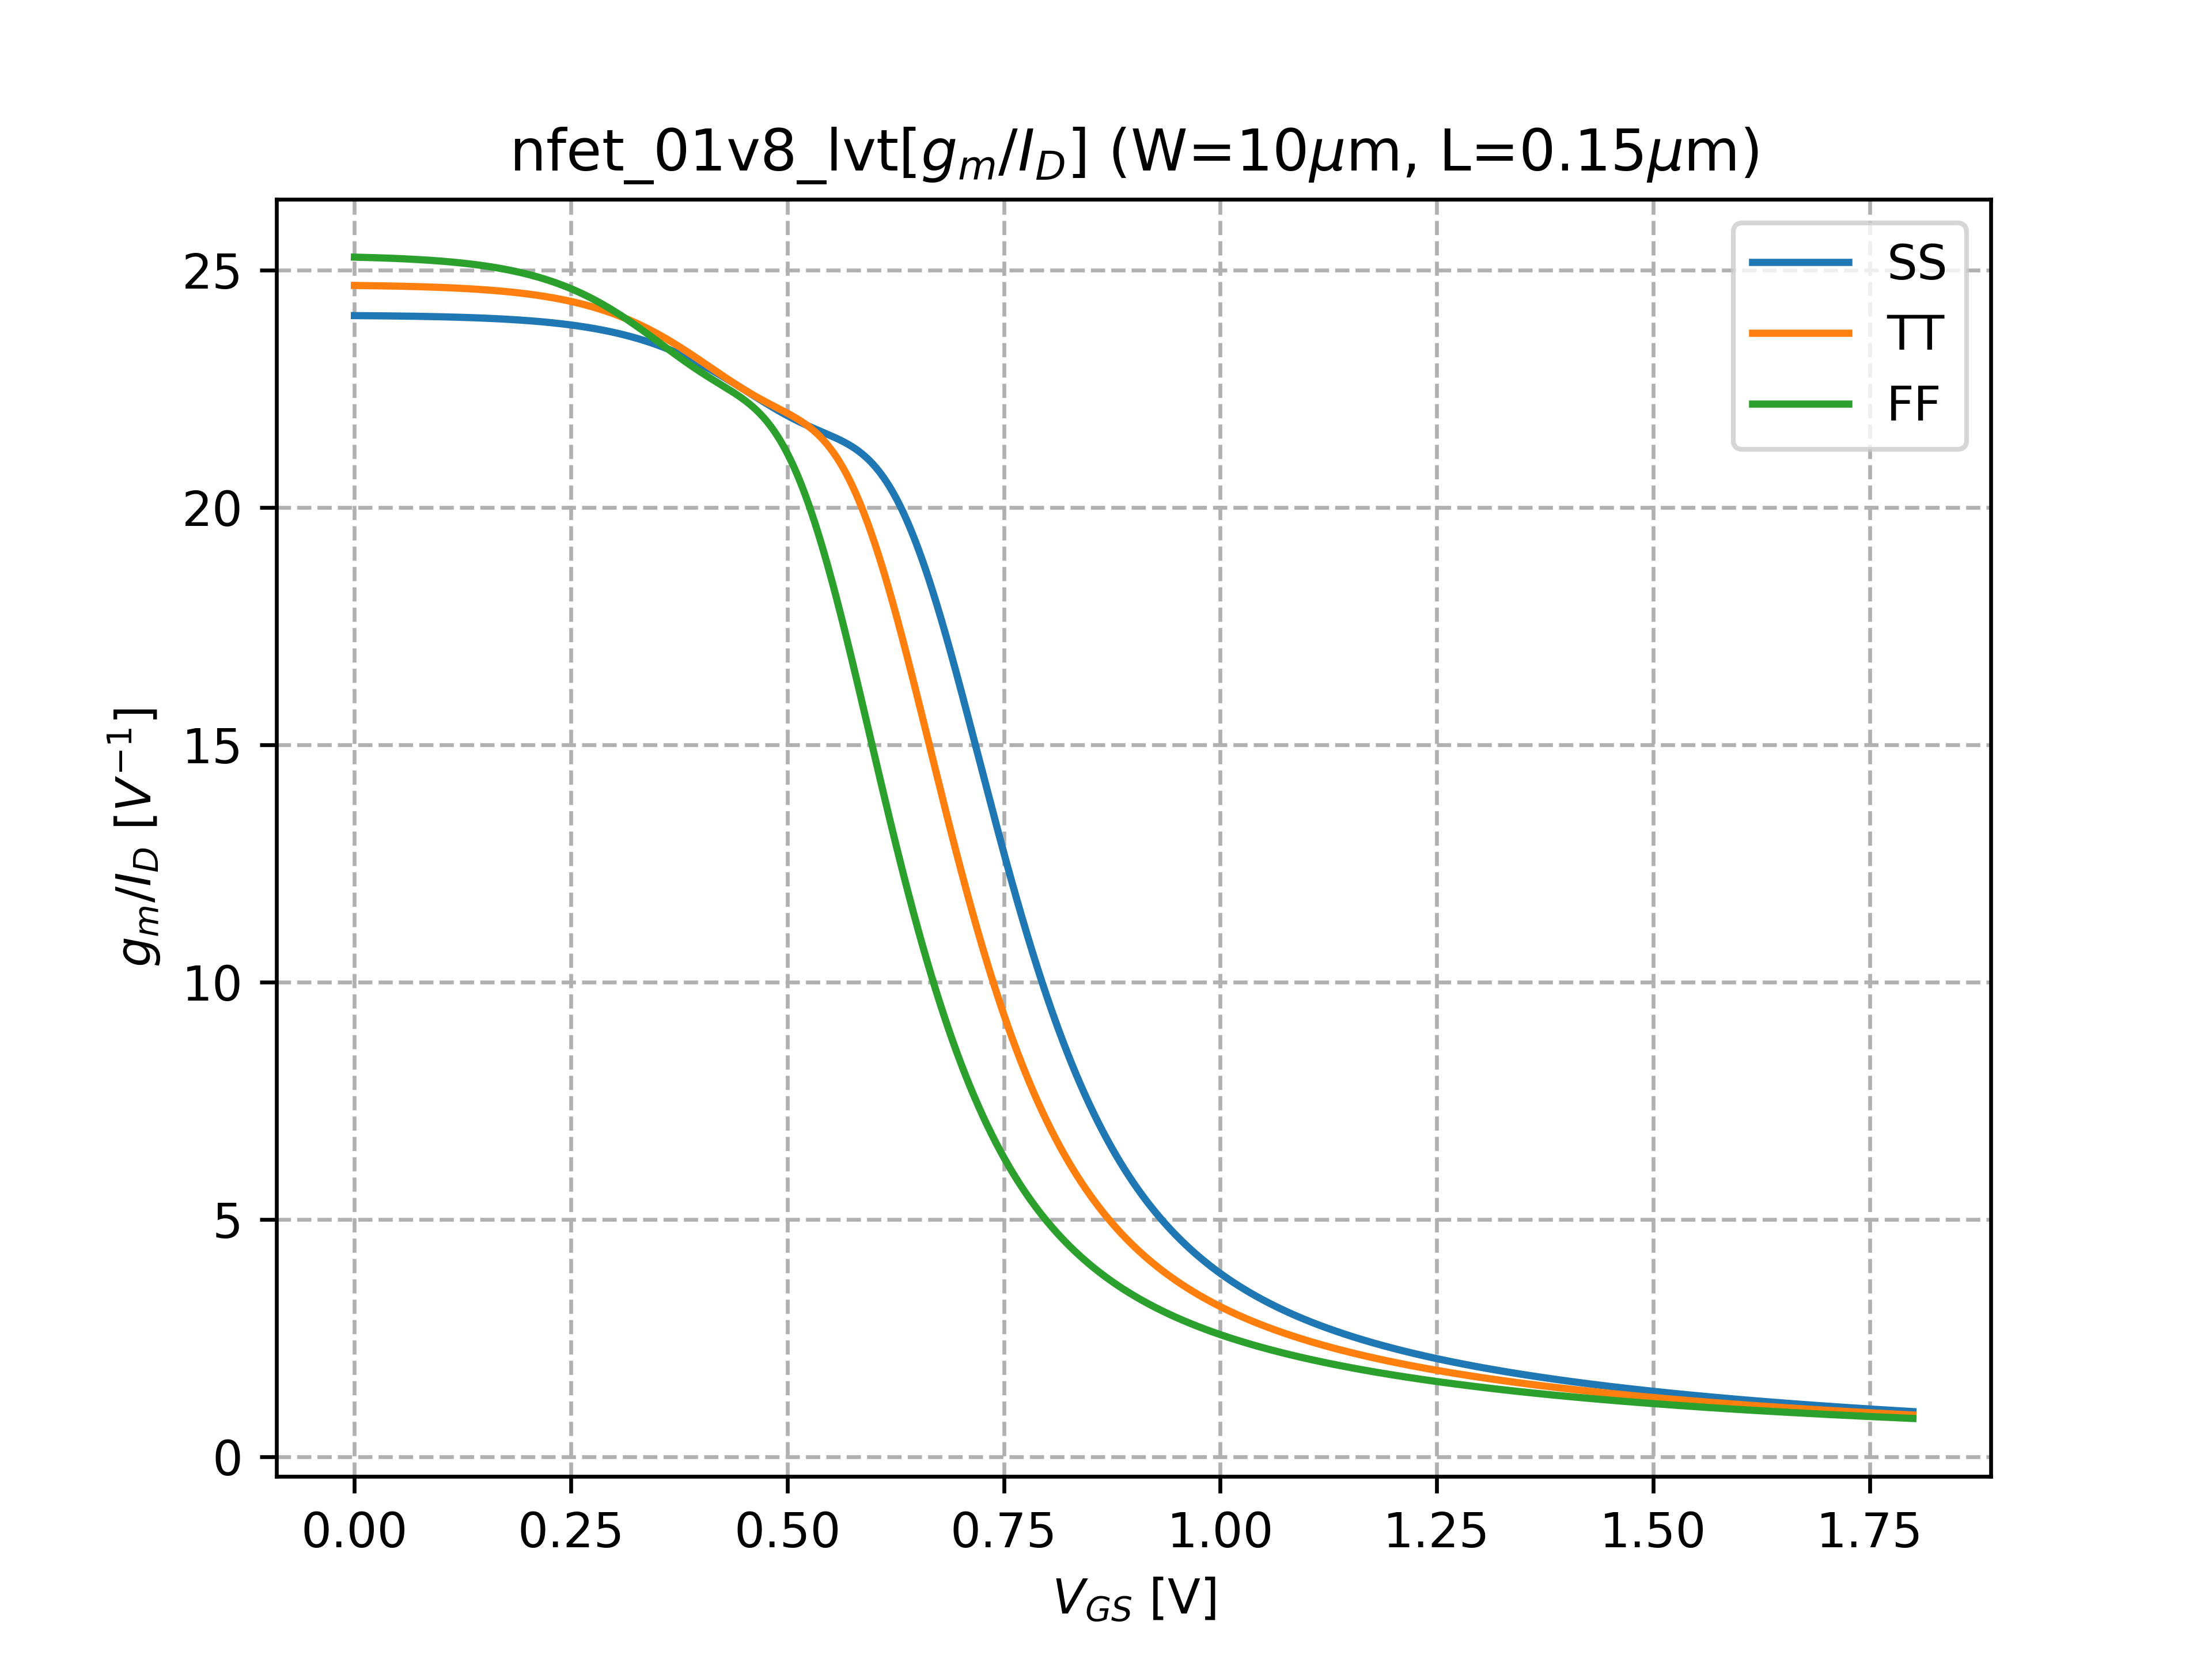 nfet_01v8_lvt[g_m/I_D] (W=10μm, L=0.15μm)
SS
TT
FF
25
20
15
10
5
0
g_m/I_D [V⁻¹]
0.00 0.25 0.50 0.75 1.00 1.25 1.50 1.75
V_GS [V]